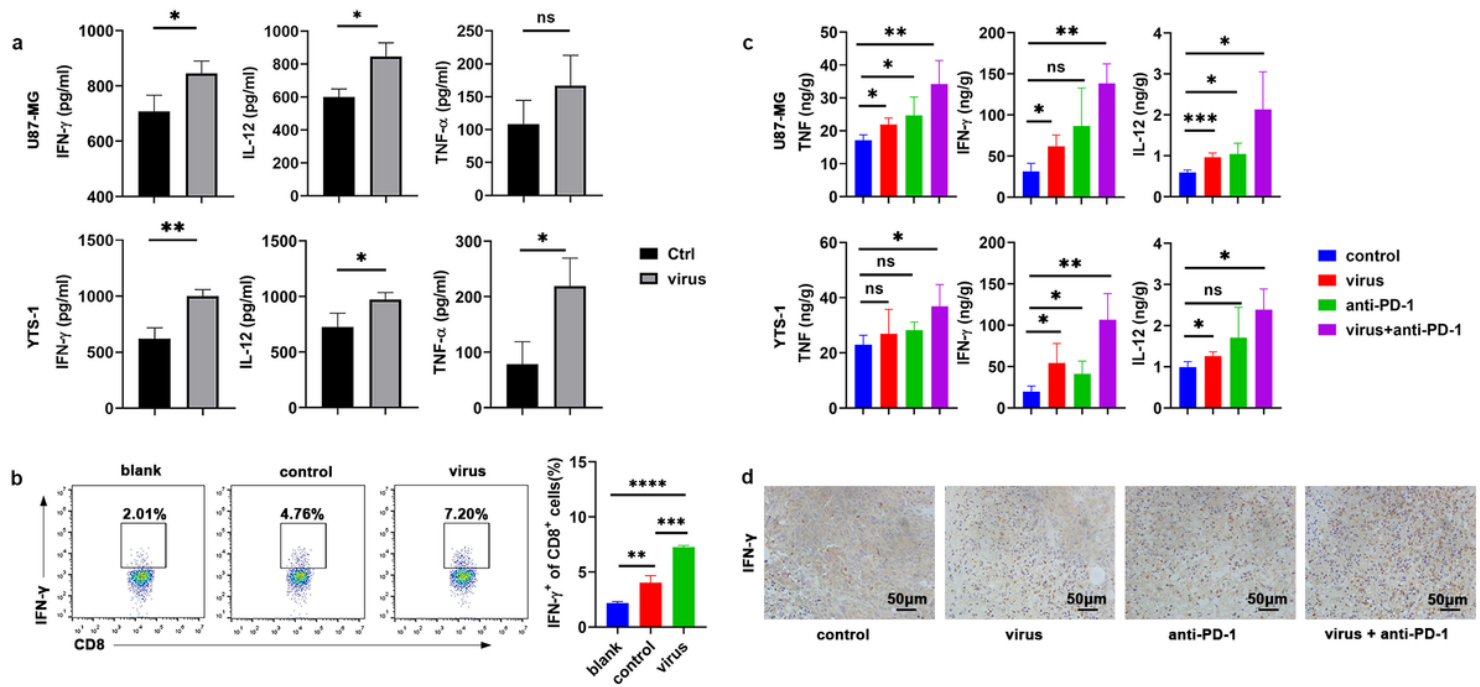 a
U87-MG
IFN-γ (pg/ml)
1000
800
600
400
*
IL-12 (pg/ml)
1000
800
600
400
200
0
*
TNF-α (pg/ml)
250
200
150
100
50
0
ns
YTS-1
IFN-γ (pg/ml)
1500
1000
500
0
**
IL-12 (pg/ml)
1500
1000
500
0
*
TNF-α (pg/ml)
300
200
100
0
*
Ctrl
virus
c
U87-MG
TNF (ng/g)
50
40
30
20
10
0
**
*
*
IFN-γ (ng/g)
200
150
100
50
0
**
ns
*
IL-12 (ng/g)
4
3
2
1
0
*
*
***
YTS-1
TNF (ng/g)
60
40
20
0
*
ns
ns
IFN-γ (ng/g)
200
150
100
50
0
**
*
*
IL-12 (ng/g)
4
3
2
1
0
*
ns
*
control
virus
anti-PD-1
virus+anti-PD-1
b
blank
control
virus
2.01%
4.76%
7.20%
IFN-γ
CD8
IFN-γ⁺ of CD8⁺ cells(%)
15
10
5
0
****
***
**
blank
control
virus
d
IFN-γ
50μm
50μm
50μm
50μm
control
virus
anti-PD-1
virus + anti-PD-1